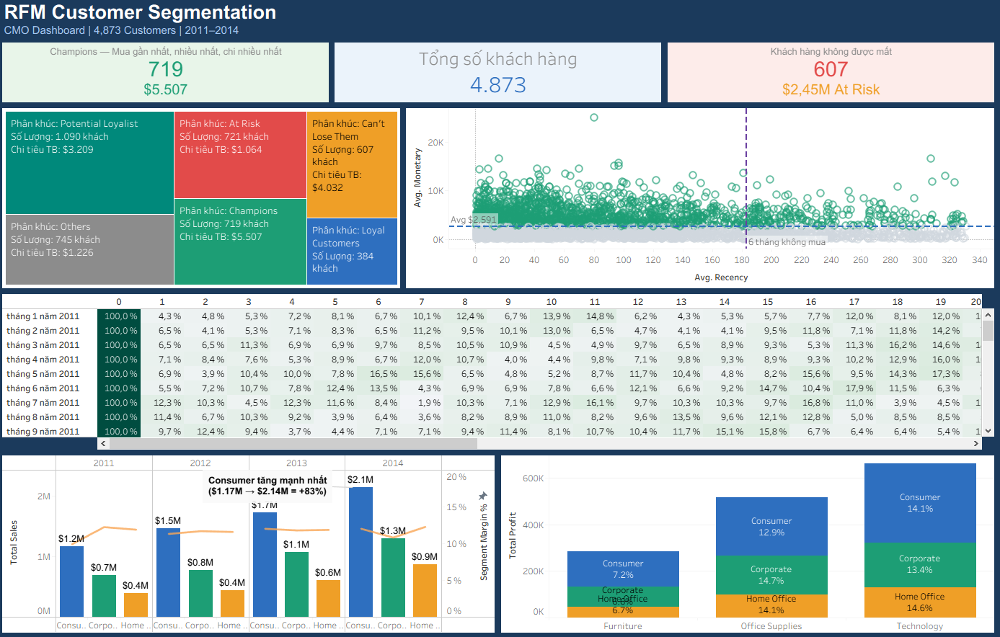 RFM Customer Segmentation
CMO Dashboard | 4,873 Customers | 2011–2014
Champions — Mua gần nhất, nhiều nhất, chi nhiều nhất
719
$5.507
Tổng số khách hàng
4.873
Khách hàng không được mất
607
$2,45M At Risk
Phân khúc: Potential Loyalist
Số Lượng: 1.090 khách
Chi tiêu TB: $3.209
Phân khúc: At Risk
Số Lượng: 721 khách
Chi tiêu TB: $1.064
Phân khúc: Can't
Lose Them
Số Lượng: 607
khách
Chi tiêu TB:
$4.032
Phân khúc: Others
Số Lượng: 745 khách
Chi tiêu TB: $1.226
Phân khúc: Champions
Số Lượng: 719 khách
Chi tiêu TB: $5.507
Phân khúc: Loyal
Customers
Số Lượng: 384
khách
Avg. Monetary
20K
10K
0K
Avg $2.591
6 tháng không mua
0 20 40 60 80 100 120 140 160 180 200 220 240 260 280 300 320 340
Avg. Recency
0 1 2 3 4 5 6 7 8 9 10 11 12 13 14 15 16 17 18 19 20
tháng 1 năm 2011 100,0 % 4,3 % 4,8 % 5,3 % 7,2 % 8,1 % 6,7 % 10,1 % 12,4 % 6,7 % 13,9 % 14,8 % 6,2 % 4,3 % 5,3 % 5,7 % 7,7 % 12,0 % 8,1 % 12,0 %
tháng 2 năm 2011 100,0 % 6,5 % 4,1 % 5,3 % 7,1 % 8,3 % 6,5 % 11,2 % 9,5 % 10,1 % 13,0 % 6,5 % 4,7 % 4,1 % 4,1 % 9,5 % 11,8 % 7,1 % 11,8 % 14,2 %
tháng 3 năm 2011 100,0 % 6,5 % 6,5 % 11,3 % 6,9 % 6,9 % 9,7 % 8,5 % 10,5 % 10,9 % 4,5 % 4,9 % 9,7 % 6,5 % 8,9 % 9,3 % 5,3 % 11,3 % 16,2 % 14,6 %
tháng 4 năm 2011 100,0 % 7,1 % 8,4 % 7,6 % 5,3 % 8,9 % 6,7 % 12,0 % 10,7 % 4,0 % 4,4 % 9,8 % 7,1 % 9,8 % 9,3 % 8,9 % 9,3 % 10,2 % 12,9 % 16,0 %
tháng 5 năm 2011 100,0 % 6,9 % 3,9 % 10,4 % 10,0 % 7,8 % 16,5 % 15,6 % 6,5 % 4,8 % 5,2 % 8,7 % 11,7 % 10,4 % 4,8 % 8,2 % 15,6 % 9,5 % 14,3 % 17,3 %
tháng 6 năm 2011 100,0 % 5,5 % 7,2 % 10,7 % 7,8 % 12,4 % 13,5 % 4,3 % 6,9 % 6,9 % 7,8 % 6,6 % 12,1 % 6,6 % 9,2 % 14,7 % 10,4 % 17,9 % 11,5 % 6,3 %
tháng 7 năm 2011 100,0 % 12,3 % 10,3 % 4,5 % 12,3 % 11,6 % 8,4 % 1,9 % 10,3 % 7,1 % 12,9 % 16,1 % 9,7 % 10,3 % 10,3 % 9,7 % 16,8 % 11,0 % 3,9 % 4,5 %
tháng 8 năm 2011 100,0 % 11,4 % 6,7 % 10,3 % 9,2 % 3,9 % 6,4 % 3,6 % 8,2 % 8,9 % 11,0 % 8,2 % 9,6 % 13,5 % 9,6 % 12,1 % 12,8 % 5,0 % 8,5 % 8,5 %
tháng 9 năm 2011 100,0 % 9,7 % 12,4 % 9,4 % 3,7 % 4,4 % 7,1 % 7,1 % 9,4 % 11,4 % 8,1 % 10,7 % 10,4 % 11,7 % 15,1 % 15,8 % 6,7 % 6,4 % 6,4 % 5,4 %
2011 2012 2013 2014
Total Sales
2M
1M
0M
Consumer tăng mạnh nhất
($1.17M → $2.14M = +83%)
$1.2M
$0.7M
$0.4M
$1.5M
$0.8M
$0.4M
$1.7M
$1.1M
$0.6M
$2.1M
$1.3M
$0.9M
20 %
15 %
10 %
5 %
0 %
Segment Margin %
Consu.. Corpo.. Home .. Consu.. Corpo.. Home .. Consu.. Corpo.. Home .. Consu.. Corpo.. Home ..
Total Profit
600K
400K
200K
0K
Consumer
7.2%
Corporate
Home Office
6.7%
Consumer
12.9%
Corporate
14.7%
Home Office
14.1%
Consumer
14.1%
Corporate
13.4%
Home Office
14.6%
Furniture Office Supplies Technology